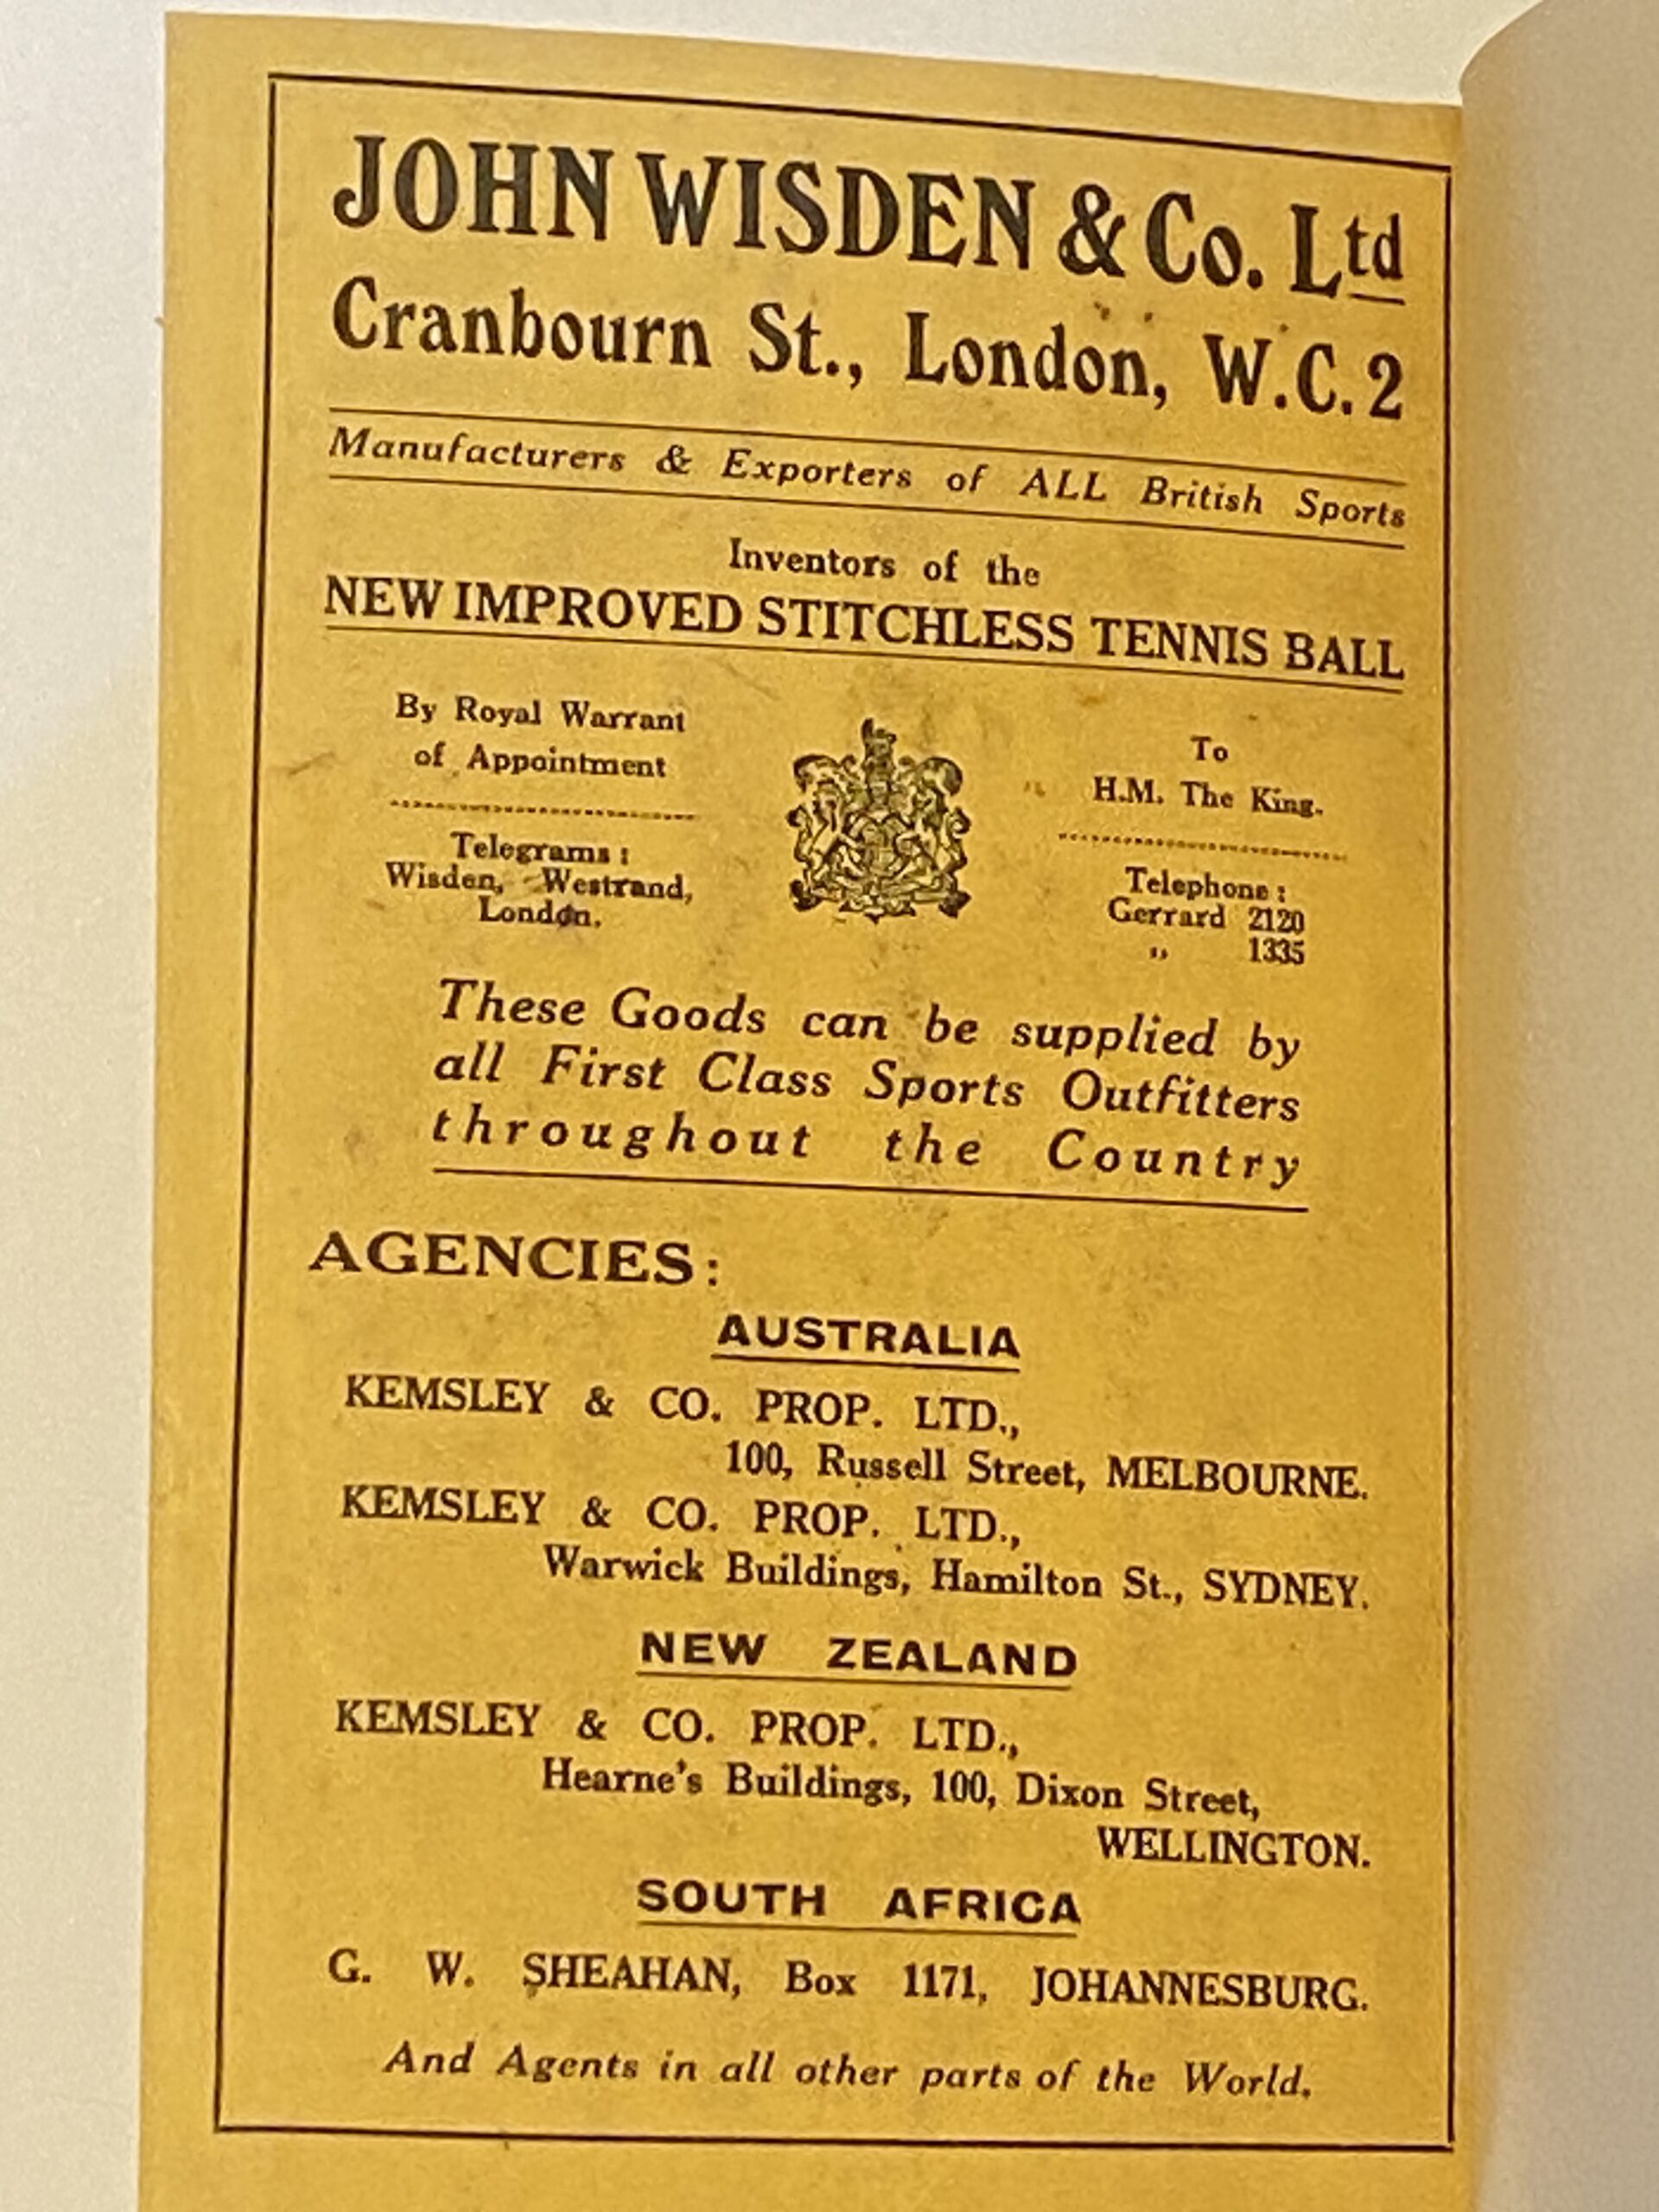 JOHN WISDEN & Co. Ltd
Cranbourn St., London, W.C.2
Manufacturers & Exporters of ALL British Sports
Inventors of the
NEW IMPROVED STITCHLESS TENNIS BALL
By Royal Warrant
of Appointment
To
H.M. The King.
Telegrams:
Wisden, Westrand,
London.
Telephone:
Gerrard 2120
„ 1335
These Goods can be supplied by
all First Class Sports Outfitters
throughout the Country
AGENCIES:
AUSTRALIA
KEMSLEY & CO. PROP. LTD.,
100, Russell Street, MELBOURNE.
KEMSLEY & CO. PROP. LTD.,
Warwick Buildings, Hamilton St., SYDNEY.
NEW ZEALAND
KEMSLEY & CO. PROP. LTD.,
Hearne's Buildings, 100, Dixon Street,
WELLINGTON.
SOUTH AFRICA
G. W. SHEAHAN, Box 1171, JOHANNESBURG.
And Agents in all other parts of the World.